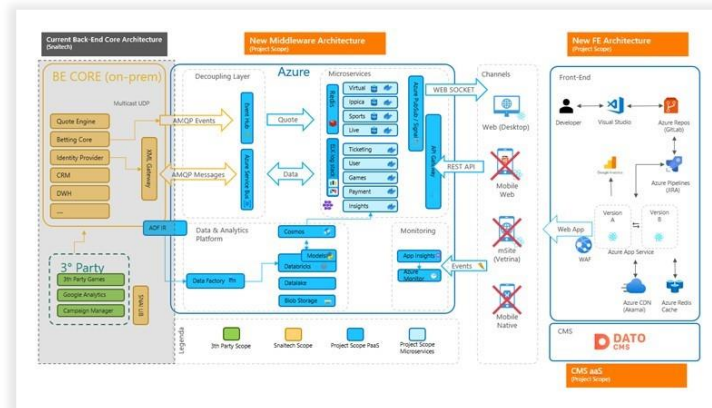 Current Back-End Core Architecture
(Snaitech)
New Middleware Architecture
(Project Scope)
New FE Architecture
(Project Scope)
BE CORE (on-prem)
Multicast UDP
Quote Engine
Betting Core
Identity Provider
CRM
DWH
....
XML Gateway
AMQP Events
AMQP Messages
3° Party
3th Party Games
Google Analytics
Campaign Manager
SNAI UB
ADF IR
Azure
Decoupling Layer
Event Hub
Azure Service Bus
Quote
Data
Microservices
Redis
Virtual
Ippica
Sports
Live
Ticketing
User
Games
Payment
Insights
Azure PubSub / Signal
API Gateway
Data & Analytics
Platform
Data Factory
Cosmos
Models
Databricks
Datalake
Blob Storage
Monitoring
App Insights
Azure
Monitor
Channels
WEB SOCKET
Web (Desktop)
REST API
Mobile
Web
mSite
(Vetrina)
Events
Mobile
Native
Front-End
Developer
Visual Studio
Azure Repos
(GitLab)
Google Analytics
Azure Pipelines
(JIRA)
Version
A
Version
B
Web App
WAF
Azure App Service
Azure CDN
(Akamai)
Azure Redis
Cache
CMS
DATO
CMS
CMS aaS
(Project Scope)
Legenda
3th Party Scope
Snaitech Scope
Project Scope PaaS
Project Scope
Microservices